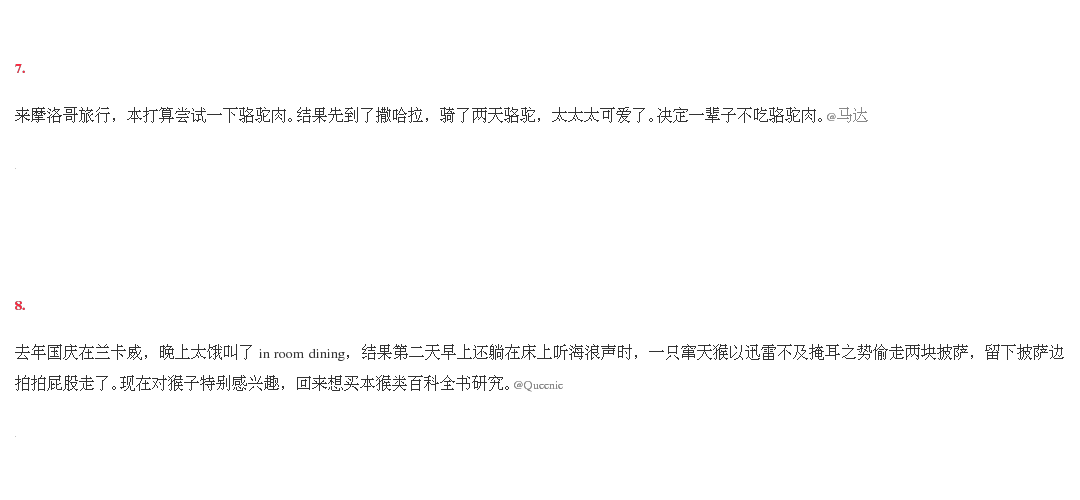 7.
来摩洛哥旅行，本打算尝试一下骆驼肉。结果先到了撒哈拉，骑了两天骆驼，太太太可爱了。决定一辈子不吃骆驼肉。@马达
8.
去年国庆在兰卡威，晚上太饿叫了 in room dining，结果第二天早上还躺在床上听海浪声时，一只窜天猴以迅雷不及掩耳之势偷走两块披萨，留下披萨边
拍拍屁股走了。现在对猴子特别感兴趣，回来想买本猴类百科全书研究。@Queenie